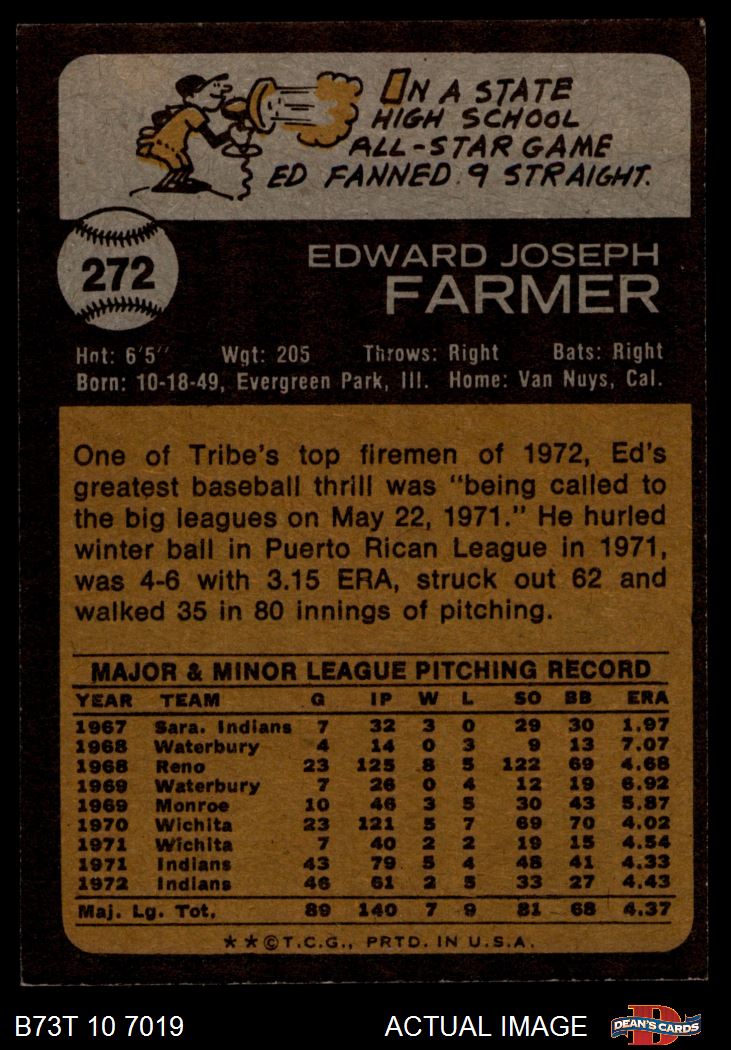 ON A STATE
HIGH SCHOOL
ALL-STAR GAME
ED FANNED 9 STRAIGHT.
272
EDWARD JOSEPH
FARMER
Hgt: 6'5" Wgt: 205 Throws: Right Bats: Right
Born: 10-18-49, Evergreen Park, Ill. Home: Van Nuys, Cal.
One of Tribe's top firemen of 1972, Ed's
greatest baseball thrill was "being called to
the big leagues on May 22, 1971." He hurled
winter ball in Puerto Rican League in 1971,
was 4-6 with 3.15 ERA, struck out 62 and
walked 35 in 80 innings of pitching.
MAJOR & MINOR LEAGUE PITCHING RECORD
YEAR TEAM G IP W L SO BB ERA
1967 Sara. Indians 7 32 3 0 29 30 1.97
1968 Waterbury 4 14 0 3 9 13 7.07
1968 Reno 23 125 8 5 122 69 4.68
1969 Waterbury 7 26 0 4 12 19 6.92
1969 Monroe 10 46 3 5 30 43 5.87
1970 Wichita 23 121 5 7 69 70 4.02
1971 Wichita 7 40 2 2 19 15 4.54
1971 Indians 43 79 5 4 48 41 4.33
1972 Indians 46 61 2 5 33 27 4.43
Maj. Lg. Tot. 89 140 7 9 81 68 4.37
**©T.C.G., PRTD. IN U.S.A.
B73T 10 7019 ACTUAL IMAGE D DEAN'S CARDS